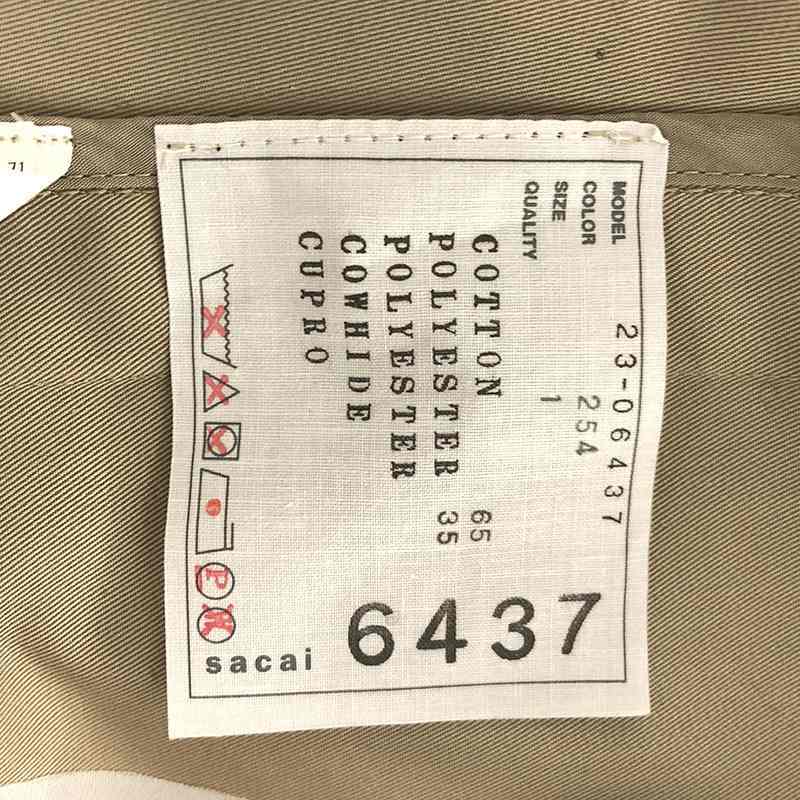 MODEL 23-06437
COLOR 254
SIZE 1
QUALITY
COTTON 65
POLYESTER 35
POLYESTER
COWHIDE
CUPRO
P
W
sacai
6437
71